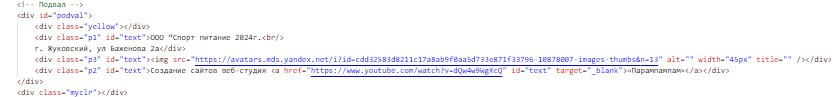 <!-- Подвал -->
<div id="podval">
<div class="yellow"></div>
<div class="p1" id="text">ООО “Спорт питание 2024г.<br/>
г. Жуковский, ул Баженова 2а</div>
<div class="p3" id="text"><img src="https://avatars.mds.yandex.net/i?id=cdd32583d8211c17a8ab9f0aa5d733e871f33796-10878007-images-thumbs&n=13" alt="" width="45px" title="" /></div>
<div class="p2" id="text">Создание сайтов веб-студия <a href="https://www.youtube.com/watch?v=dQw4w9WgXcQ" id="text" target="_blank">«Парампампам»</a></div>
</div>
<div class="myclr"></div>